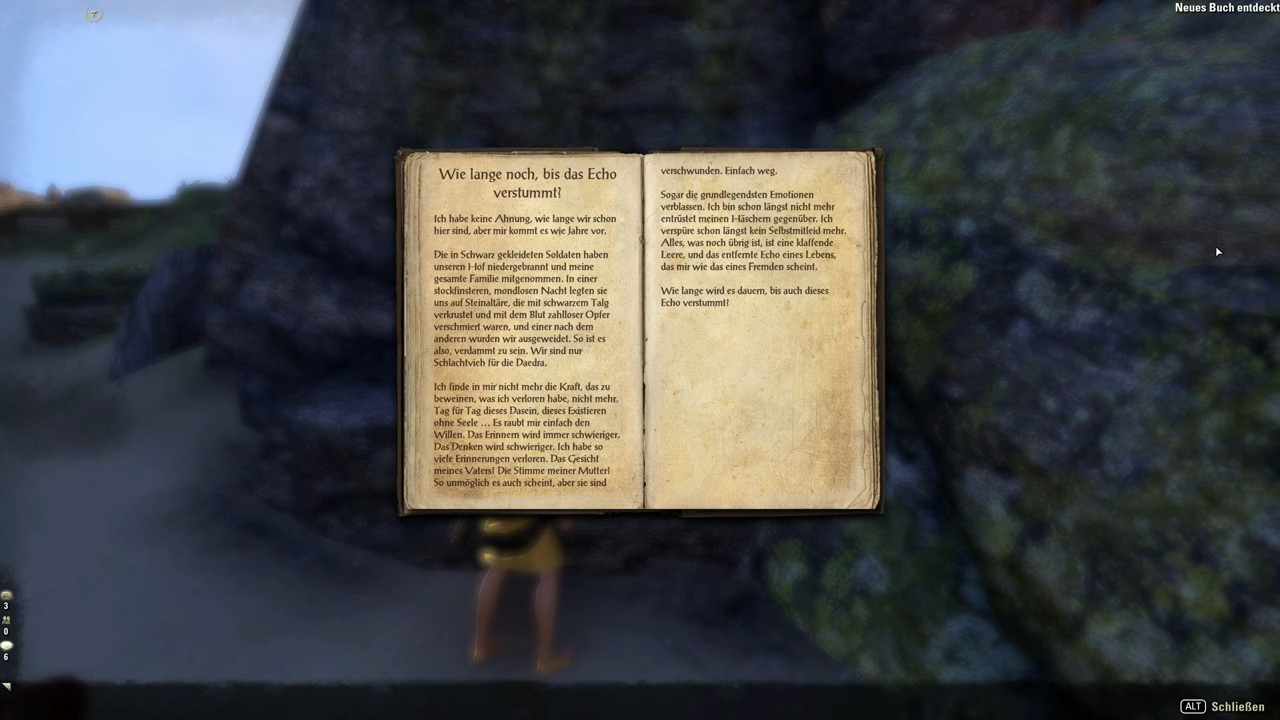 Neues Buch entdeckt
Wie lange noch, bis das Echo
verstummt?
Ich habe keine Ahnung, wie lange wir schon
hier sind, aber mir kommt es wie Jahre vor.
Die in Schwarz gekleideten Soldaten haben
unseren Hof niedergebrannt und meine
gesamte Familie mitgenommen. In einer
stockfinsteren, mondlosen Nacht legten sie
uns auf Steinaltäre, die mit schwarzem Talg
verkrustet und mit dem Blut zahlloser Opfer
verschmiert waren, und einer nach dem
anderen wurden wir ausgeweidet. So ist es
also, verdammt zu sein. Wir sind nur
Schlachtvieh für die Daedra.
Ich finde in mir nicht mehr die Kraft, das zu
beweinen, was ich verloren habe, nicht mehr.
Tag für Tag dieses Dasein, dieses Existieren
ohne Seele … Es raubt mir einfach den
Willen. Das Erinnern wird immer schwieriger.
Das Denken wird schwieriger. Ich habe so
viele Erinnerungen verloren. Das Gesicht
meines Vaters! Die Stimme meiner Mutter!
So unmöglich es auch scheint, aber sie sind
verschwunden. Einfach weg.
Sogar die grundlegendsten Emotionen
verblassen. Ich bin schon längst nicht mehr
entrüstet meinen Häschern gegenüber. Ich
verspüre schon längst kein Selbstmitleid mehr.
Alles, was noch übrig ist, ist eine klaffende
Leere, und das entfernte Echo eines Lebens,
das mir wie das eines Fremden scheint.
Wie lange wird es dauern, bis auch dieses
Echo verstummt?
3
0
6
ALT Schließen